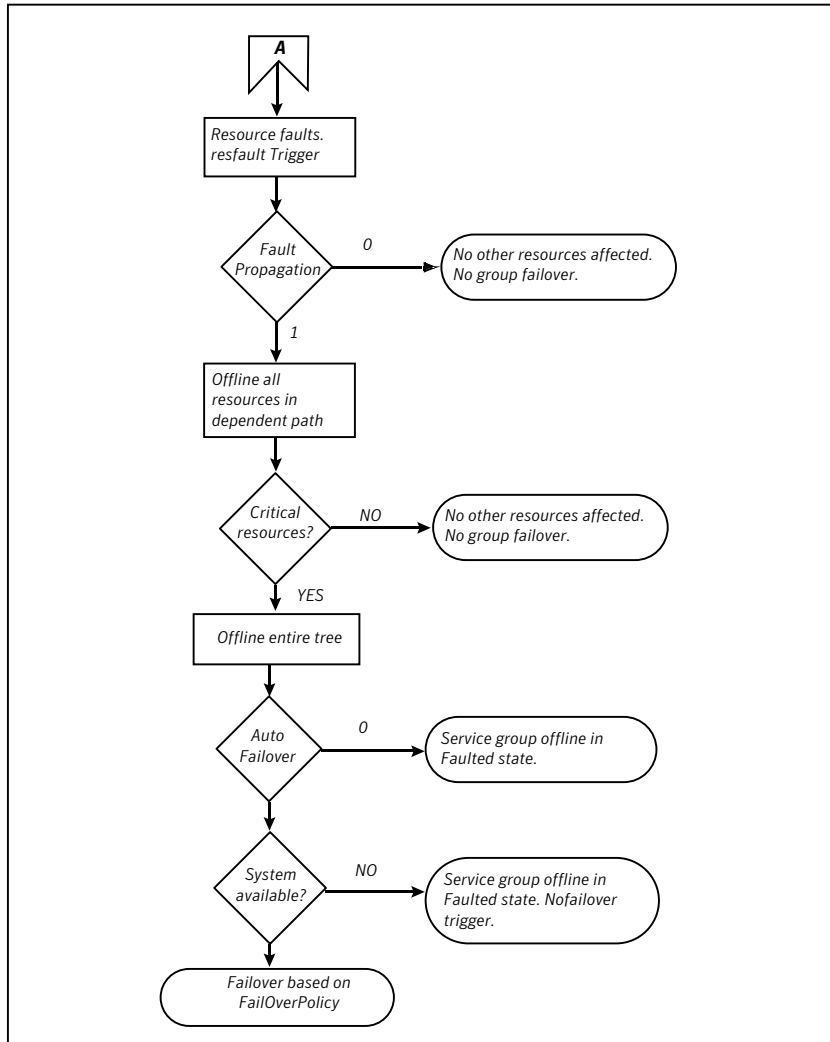 A
Resource faults.
resfault Trigger
Fault
Propagation
0
No other resources affected.
No group failover.
1
Offline all
resources in
dependent path
Critical
resources?
NO
No other resources affected.
No group failover.
YES
Offline entire tree
Auto
Failover
0
Service group offline in
Faulted state.
System
available?
NO
Service group offline in
Faulted state. Nofailover
trigger.
Failover based on
FailOverPolicy